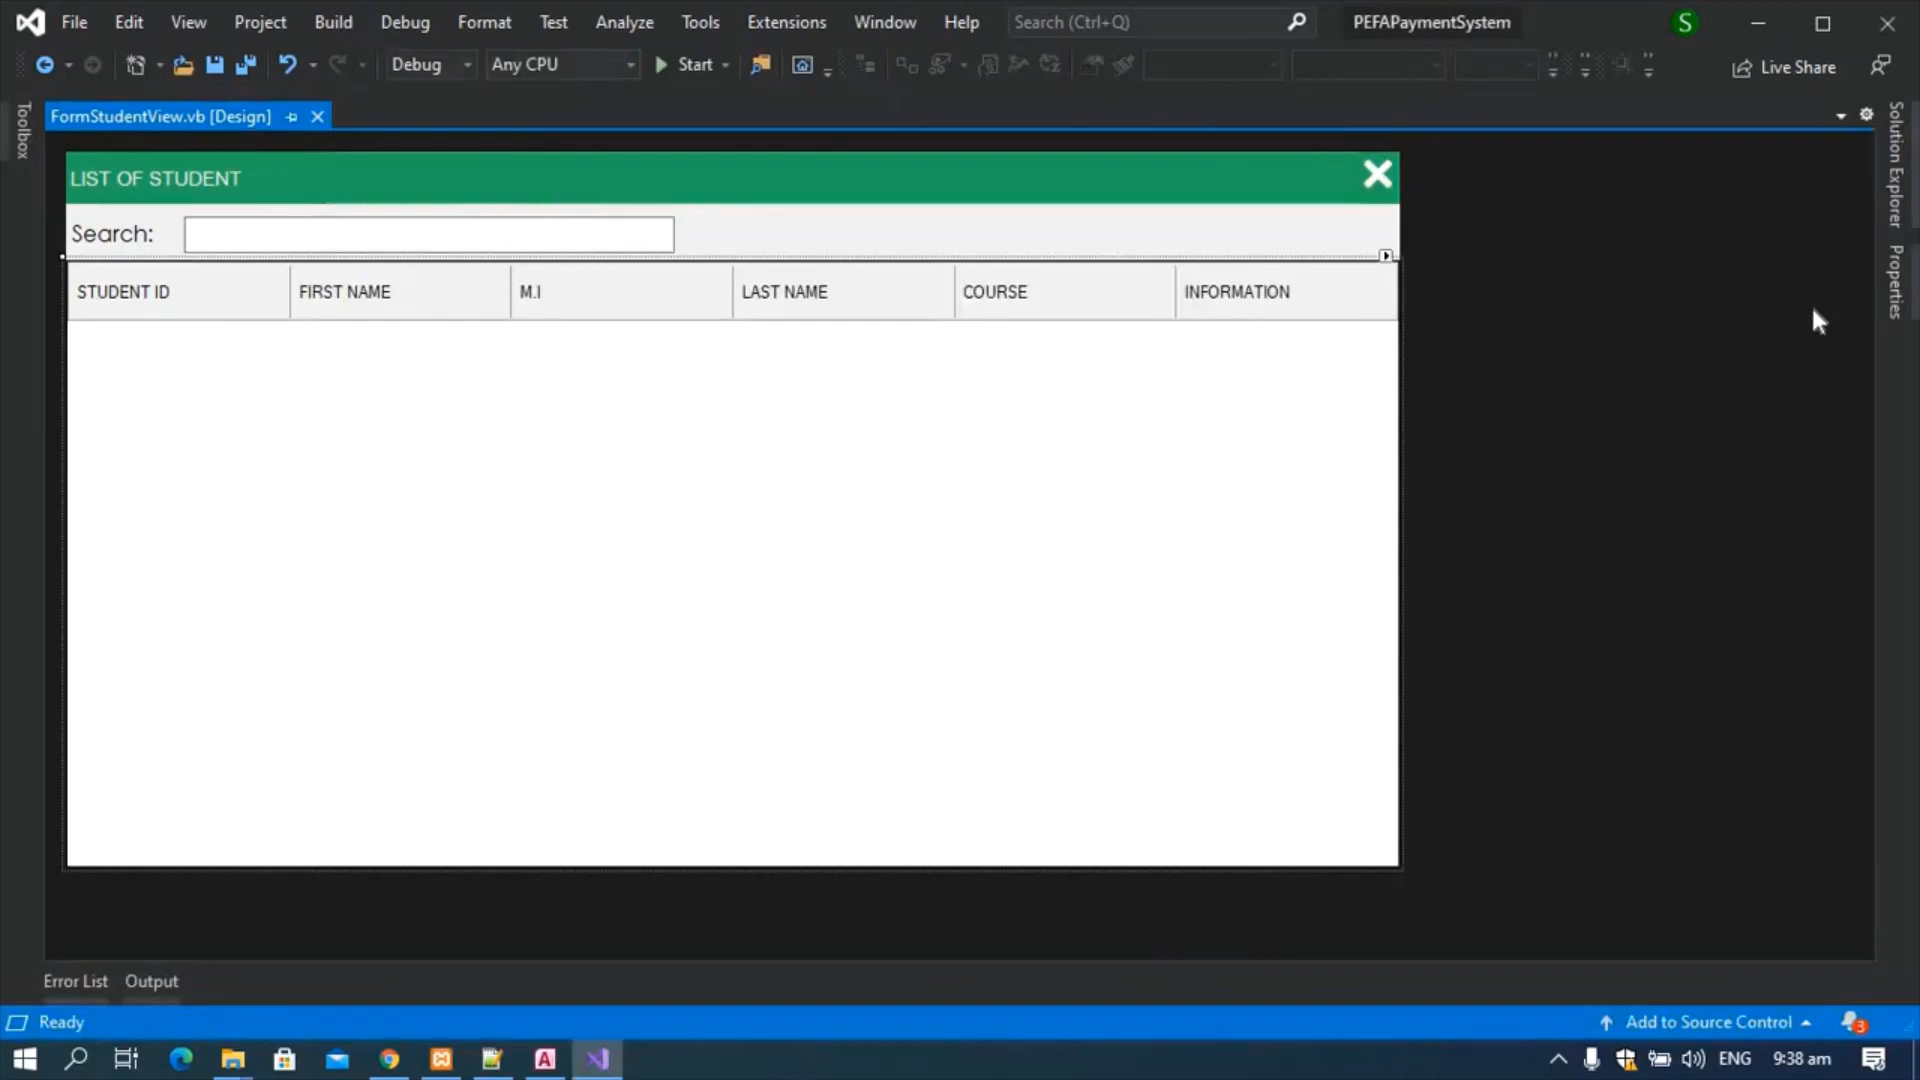 File Edit View Project Build Debug Format Test Analyze Tools Extensions Window Help Search (Ctrl+Q) PEFAPaymentSystem S
Debug Any CPU Start Live Share
Toolbox
FormStudentView.vb [Design]
Solution Explorer
Properties
LIST OF STUDENT
Search:
STUDENT ID FIRST NAME M.I LAST NAME COURSE INFORMATION
Error List Output
Ready Add to Source Control 3
A ENG 9:38 am